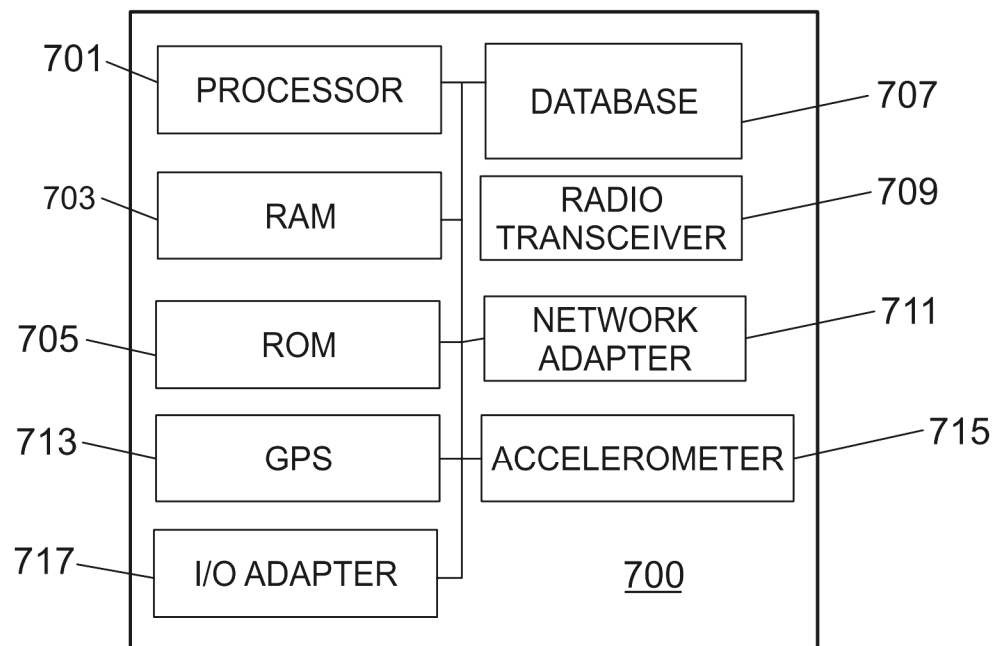 701
PROCESSOR
DATABASE
707
703
RAM
RADIO
TRANSCEIVER
709
705
ROM
NETWORK
ADAPTER
711
713
GPS
ACCELEROMETER
715
717
I/O ADAPTER
700